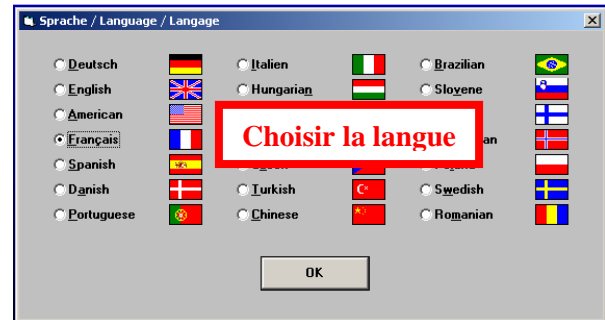 Sprache / Language / Langage
Deutsch
Italien
Brazilian
English
Hungarian
Slovene
American
Français
Choisir la langue
Spanish
Danish
Turkish
Swedish
Portuguese
Chinese
Romanian
OK